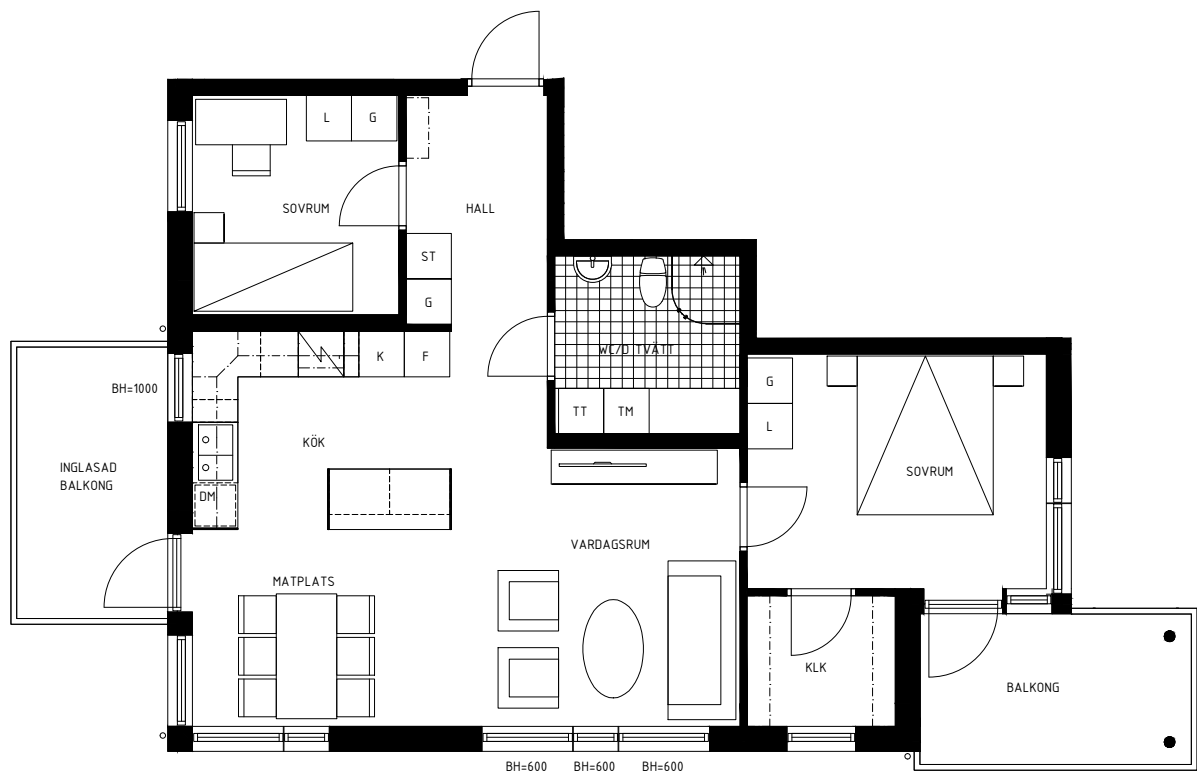 L
G
SOVRUM
HALL
ST
G
WC/D TVÄTT
K
F
BH=1000
G
TT
TM
L
KÖK
INGLASAD
BALKONG
SOVRUM
DM
VARDAGSRUM
MATPLATS
KLK
BALKONG
BH=600
BH=600
BH=600